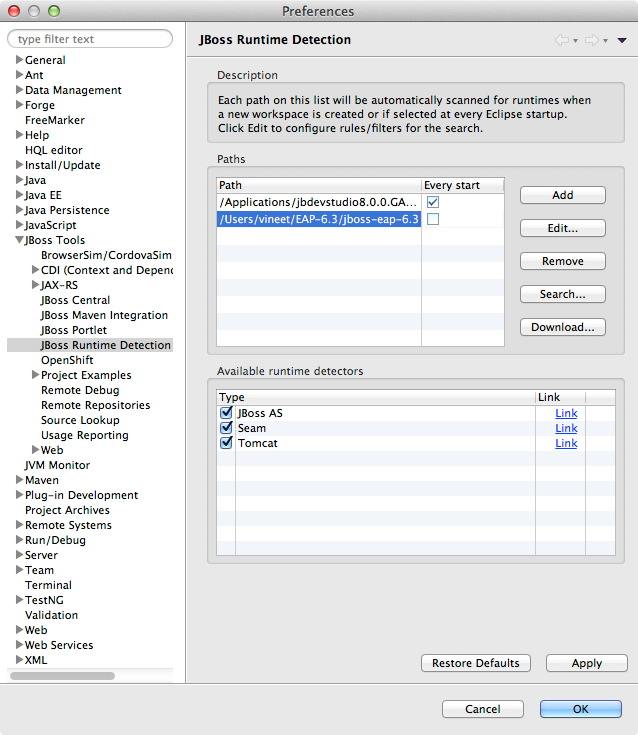 Preferences
type filter text
General
Ant
Data Management
Forge
FreeMarker
Help
HQL editor
Install/Update
Java
Java EE
Java Persistence
JavaScript
JBoss Tools
BrowserSim/CordovaSim
CDI (Context and Depend
JAX-RS
JBoss Central
JBoss Maven Integration
JBoss Portlet
JBoss Runtime Detection
OpenShift
Project Examples
Remote Debug
Remote Repositories
Source Lookup
Usage Reporting
Web
JVM Monitor
Maven
Plug-in Development
Project Archives
Remote Systems
Run/Debug
Server
Team
Terminal
TestNG
Validation
Web
Web Services
XML
JBoss Runtime Detection
Description
Each path on this list will be automatically scanned for runtimes when
a new workspace is created or if selected at every Eclipse startup.
Click Edit to configure rules/filters for the search.
Paths
Path Every start
/Applications/jbdevstudio8.0.0.GA...
/Users/vineet/EAP-6.3/jboss-eap-6.3
Add
Edit...
Remove
Search...
Download...
Available runtime detectors
Type Link
JBoss AS Link
Seam Link
Tomcat Link
Restore Defaults Apply
Cancel OK